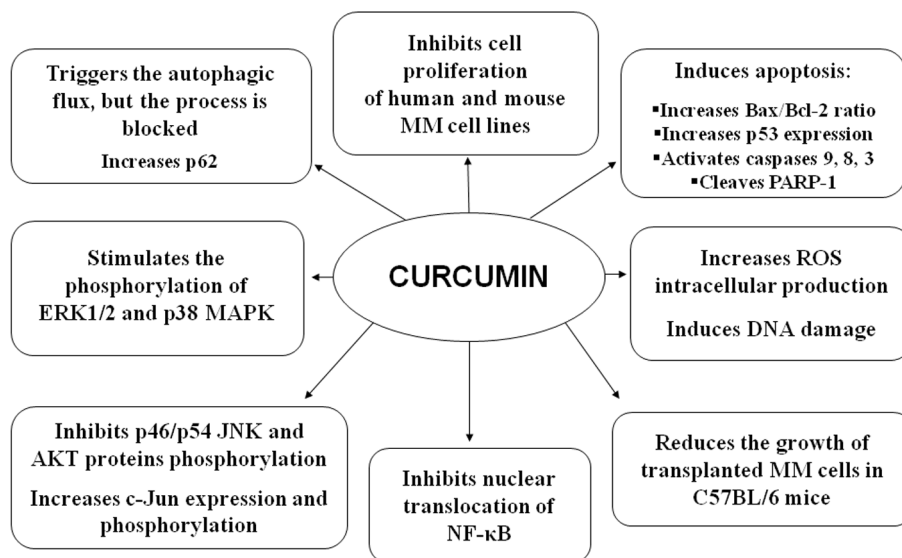 Triggers the autophagic
flux, but the process is
blocked
Increases p62
Inhibits cell
proliferation
of human and mouse
MM cell lines
Induces apoptosis:
▪Increases Bax/Bcl-2 ratio
▪Increases p53 expression
▪Activates caspases 9, 8, 3
▪Cleaves PARP-1
Stimulates the
phosphorylation of
ERK1/2 and p38 MAPK
CURCUMIN
Increases ROS
intracellular production
Induces DNA damage
Inhibits p46/p54 JNK and
AKT proteins phosphorylation
Increases c-Jun expression and
phosphorylation
Inhibits nuclear
translocation of
NF-κB
Reduces the growth of
transplanted MM cells in
C57BL/6 mice